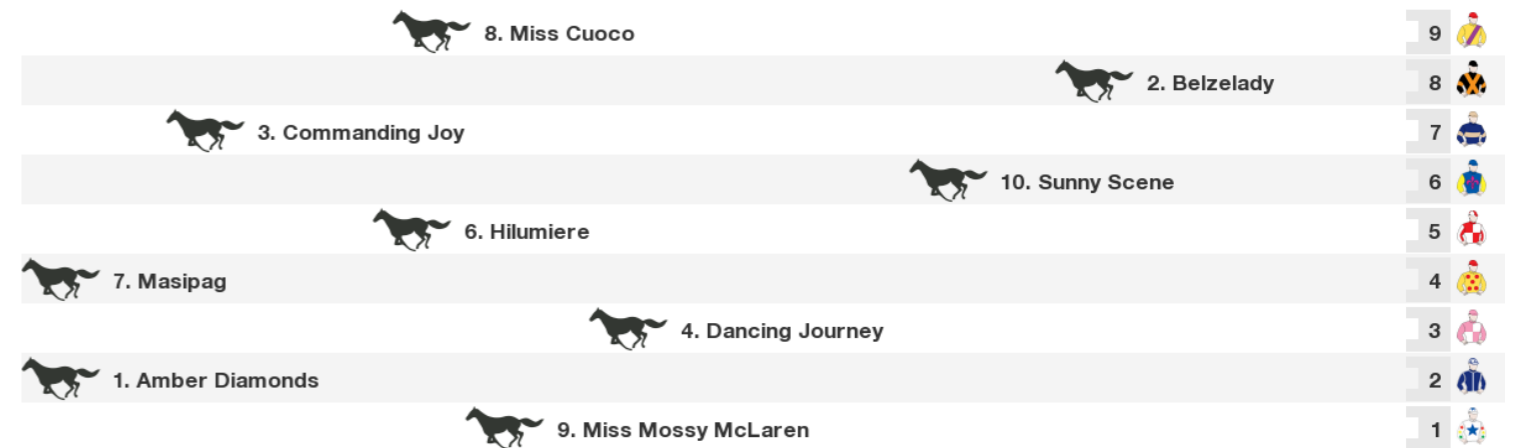 8. Miss Cuoco 9
2. Belzelady 8
3. Commanding Joy 7
10. Sunny Scene 6
6. Hilumiere 5
7. Masipag 4
4. Dancing Journey 3
1. Amber Diamonds 2
9. Miss Mossy McLaren 1